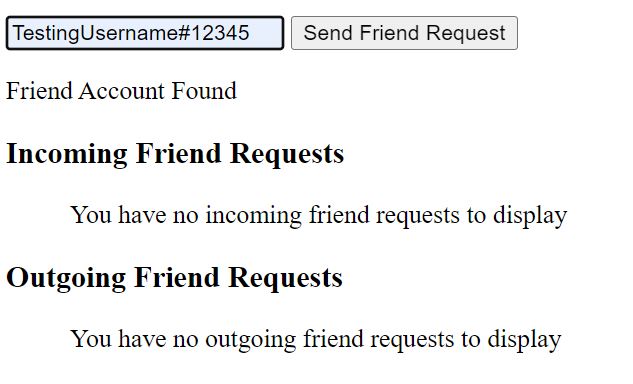 TestingUsername#12345 Send Friend Request
Friend Account Found
Incoming Friend Requests
You have no incoming friend requests to display
Outgoing Friend Requests
You have no outgoing friend requests to display